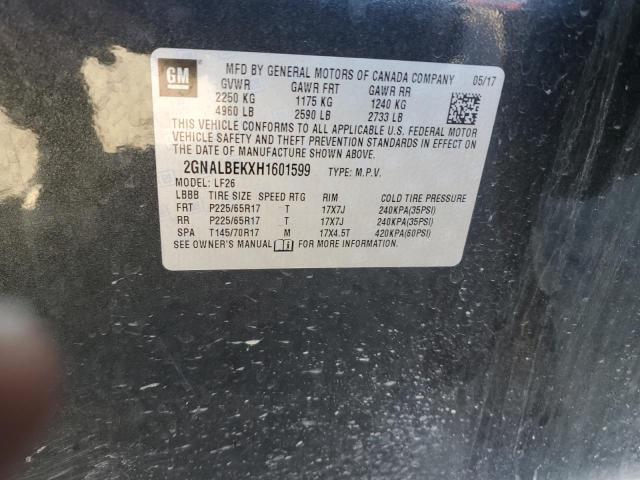 GM
MFD BY GENERAL MOTORS OF CANADA COMPANY 05/17
GVWR GAWR FRT GAWR RR
2250 KG 1175 KG 1240 KG
4960 LB 2590 LB 2733 LB
THIS VEHICLE CONFORMS TO ALL APPLICABLE U.S. FEDERAL MOTOR
VEHICLE SAFETY AND THEFT PREVENTION STANDARDS IN EFFECT ON
THE DATE OF MANUFACTURE SHOWN ABOVE.
2GNALBEKXH1601599 TYPE: M.P.V.
MODEL: LF26
LBBB TIRE SIZE SPEED RTG RIM COLD TIRE PRESSURE
FRT P225/65R17 T 17X7J 240KPA(35PSI)
RR P225/65R17 T 17X7J 240KPA(35PSI)
SPA T145/70R17 M 17X4.5T 420KPA(60PSI)
SEE OWNER'S MANUAL FOR MORE INFORMATION.